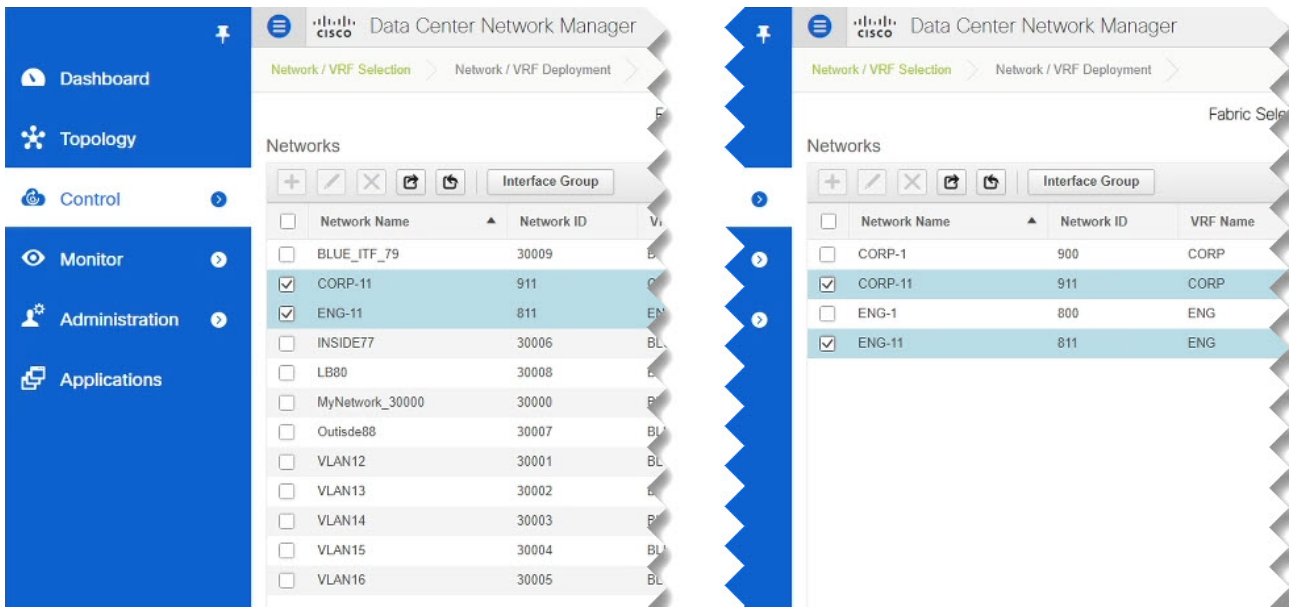 Dashboard
Topology
Control
Monitor
Administration
Applications
cisco Data Center Network Manager
Network / VRF Selection Network / VRF Deployment
Networks
Interface Group
Network Name Network ID
BLUE_ITF_79 30009
CORP-11 911
ENG-11 811
INSIDE77 30006
LB80 30008
MyNetwork_30000 30000
Outisde88 30007
VLAN12 30001
VLAN13 30002
VLAN14 30003
VLAN15 30004
VLAN16 30005
cisco Data Center Network Manager
Network / VRF Selection Network / VRF Deployment
Fabric Sele
Networks
Interface Group
Network Name Network ID VRF Name
CORP-1 900 CORP
CORP-11 911 CORP
ENG-1 800 ENG
ENG-11 811 ENG